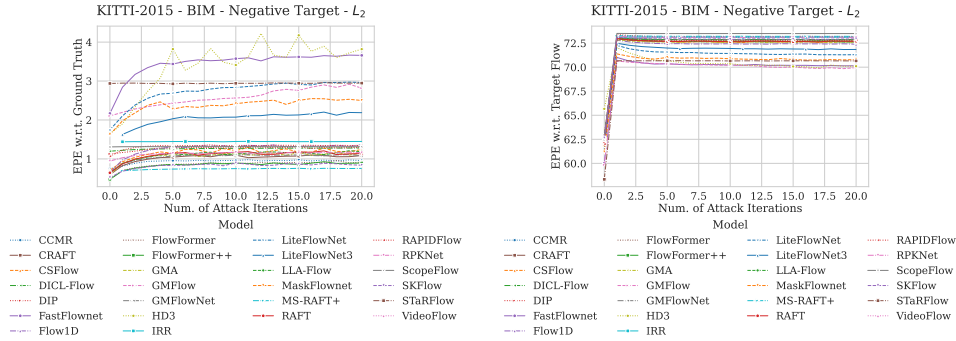 KITTI-2015 - BIM - Negative Target - L2
EPE w.r.t. Ground Truth
4
3
2
1
0.0 2.5 5.0 7.5 10.0 12.5 15.0 17.5 20.0
Num. of Attack Iterations
Model
CCMR FlowFormer LiteFlowNet RAPIDFlow
CRAFT FlowFormer++ LiteFlowNet3 RPKNet
CSFlow GMA LLA-Flow ScopeFlow
DICL-Flow GMFlow MaskFlownet SKFlow
DIP GMFlowNet MS-RAFT+ STaRFlow
FastFlownet HD3 RAFT VideoFlow
Flow1D IRR
KITTI-2015 - BIM - Negative Target - L2
EPE w.r.t. Target Flow
72.5
70.0
67.5
65.0
62.5
60.0
0.0 2.5 5.0 7.5 10.0 12.5 15.0 17.5 20.0
Num. of Attack Iterations
Model
CCMR FlowFormer LiteFlowNet RAPIDFlow
CRAFT FlowFormer++ LiteFlowNet3 RPKNet
CSFlow GMA LLA-Flow ScopeFlow
DICL-Flow GMFlow MaskFlownet SKFlow
DIP GMFlowNet MS-RAFT+ STaRFlow
FastFlownet HD3 RAFT VideoFlow
Flow1D IRR